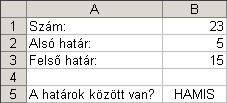 A B
1 Szám: 23
2 Alsó határ: 5
3 Felső határ: 15
4
5 A határok között van? HAMIS